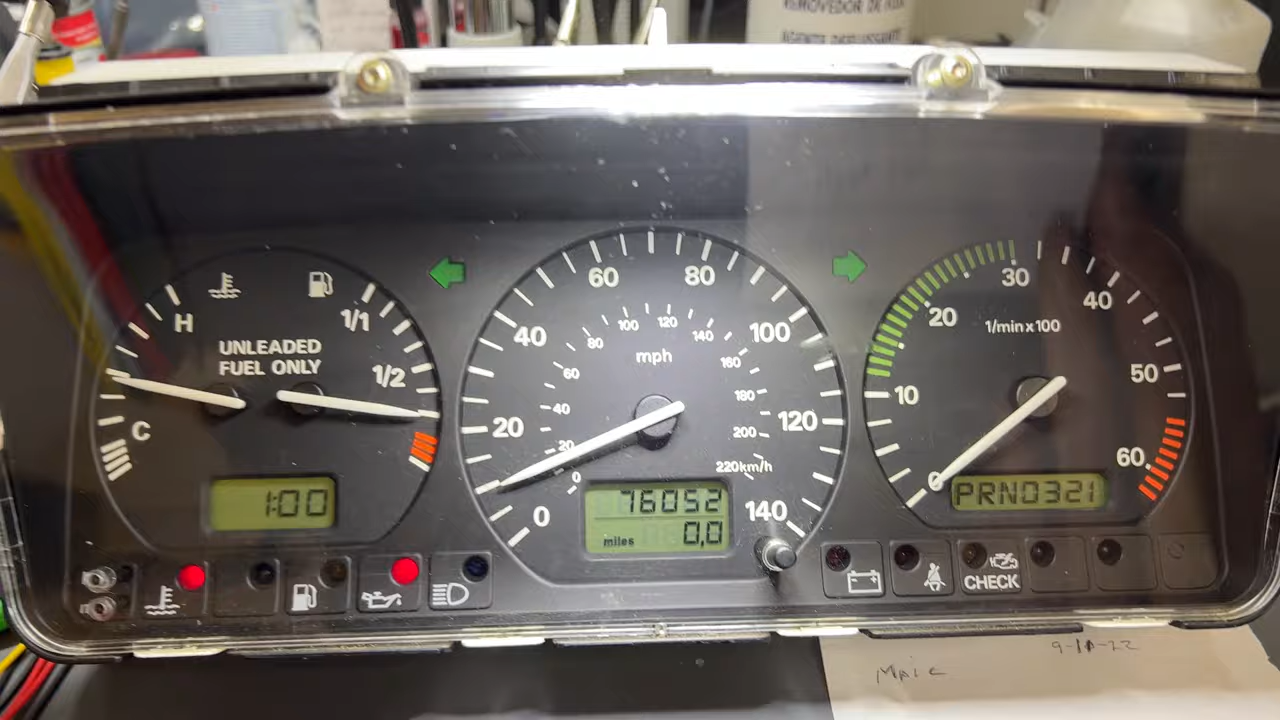 REMOVEDOR DE
AGENTE DEFLUSSANTE
H
1/1
UNLEADED
FUEL ONLY
1/2
C
1:00
0
20
40
60
80
100
120
140
mph
0
20
40
60
80
100
120
140
160
180
200
220km/h
76052
miles 0,0
0
10
20
30
40
50
60
1/min x 100
PRND321
CHECK
9-10-22